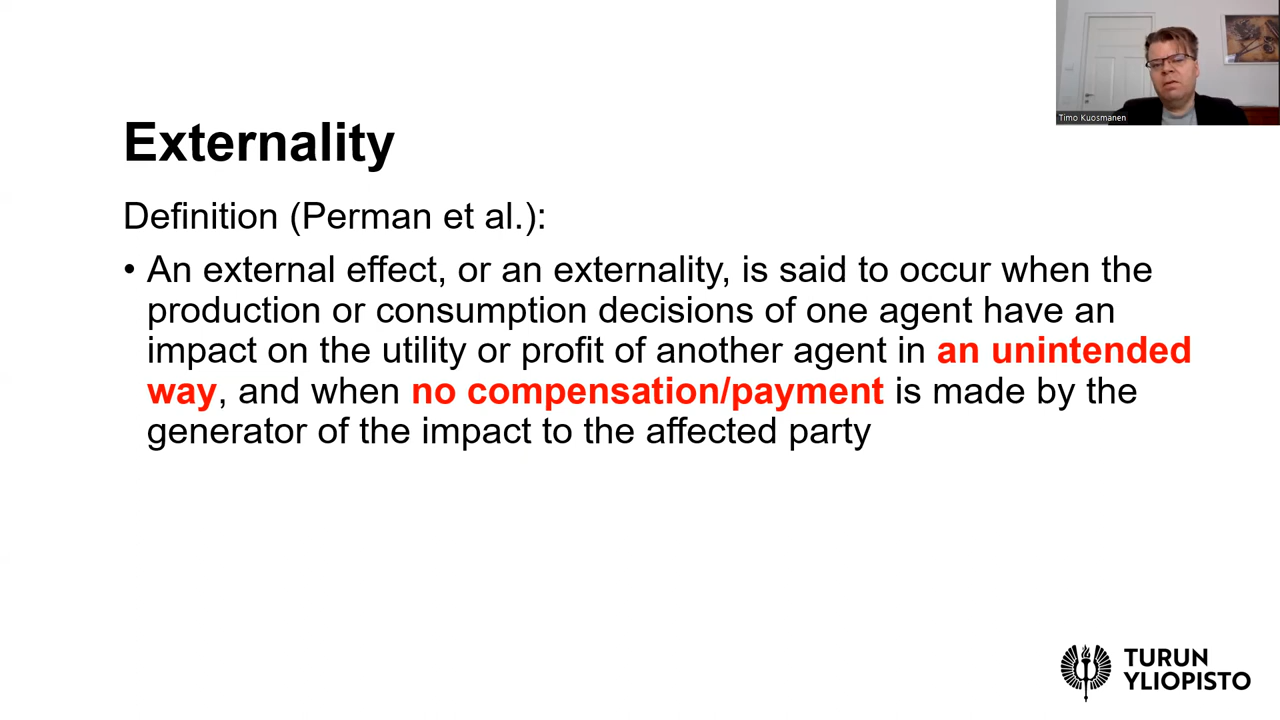 Timo Kuosmanen
Externality
Definition (Perman et al.):
• An external effect, or an externality, is said to occur when the
production or consumption decisions of one agent have an
impact on the utility or profit of another agent in an unintended
way, and when no compensation/payment is made by the
generator of the impact to the affected party
TURUN
YLIOPISTO